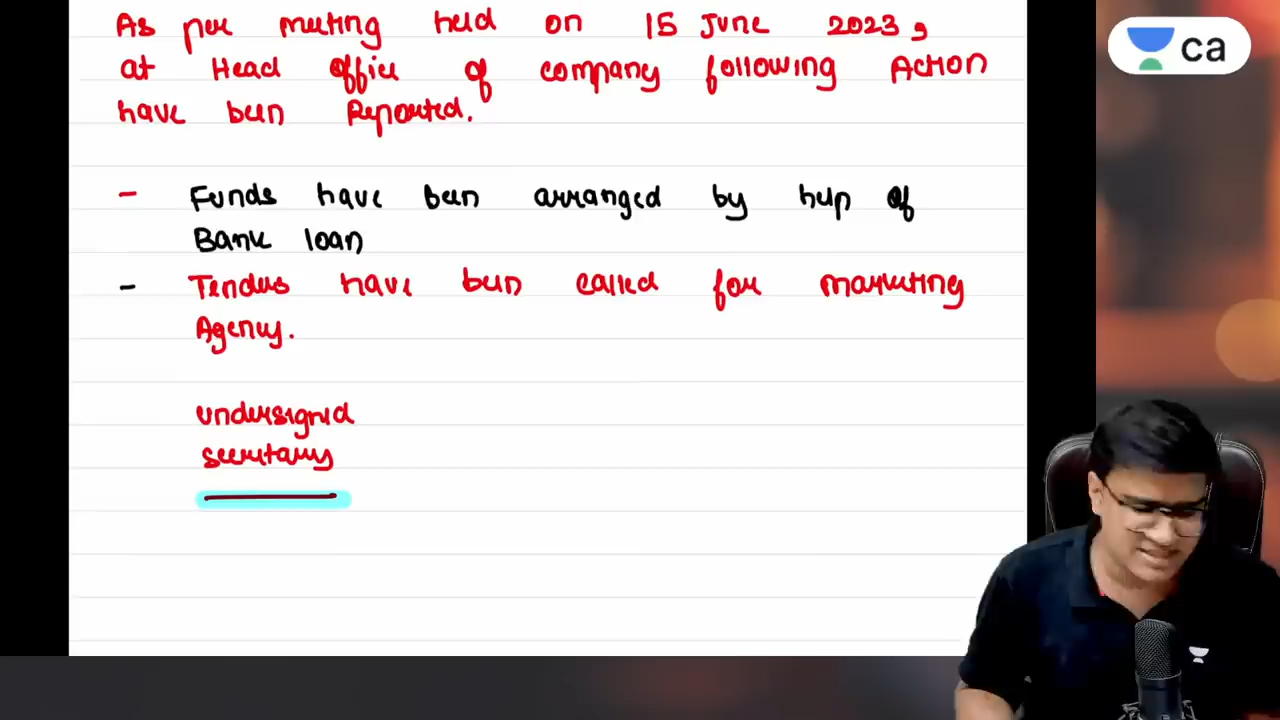 As per meeting held on 15 June 2023,
at Head office of company following Action
have been Reported.
- Funds have been arranged by help of
Bank loan
- Tenders have been called for marketing
Agency.
undersigned
secretary
ca